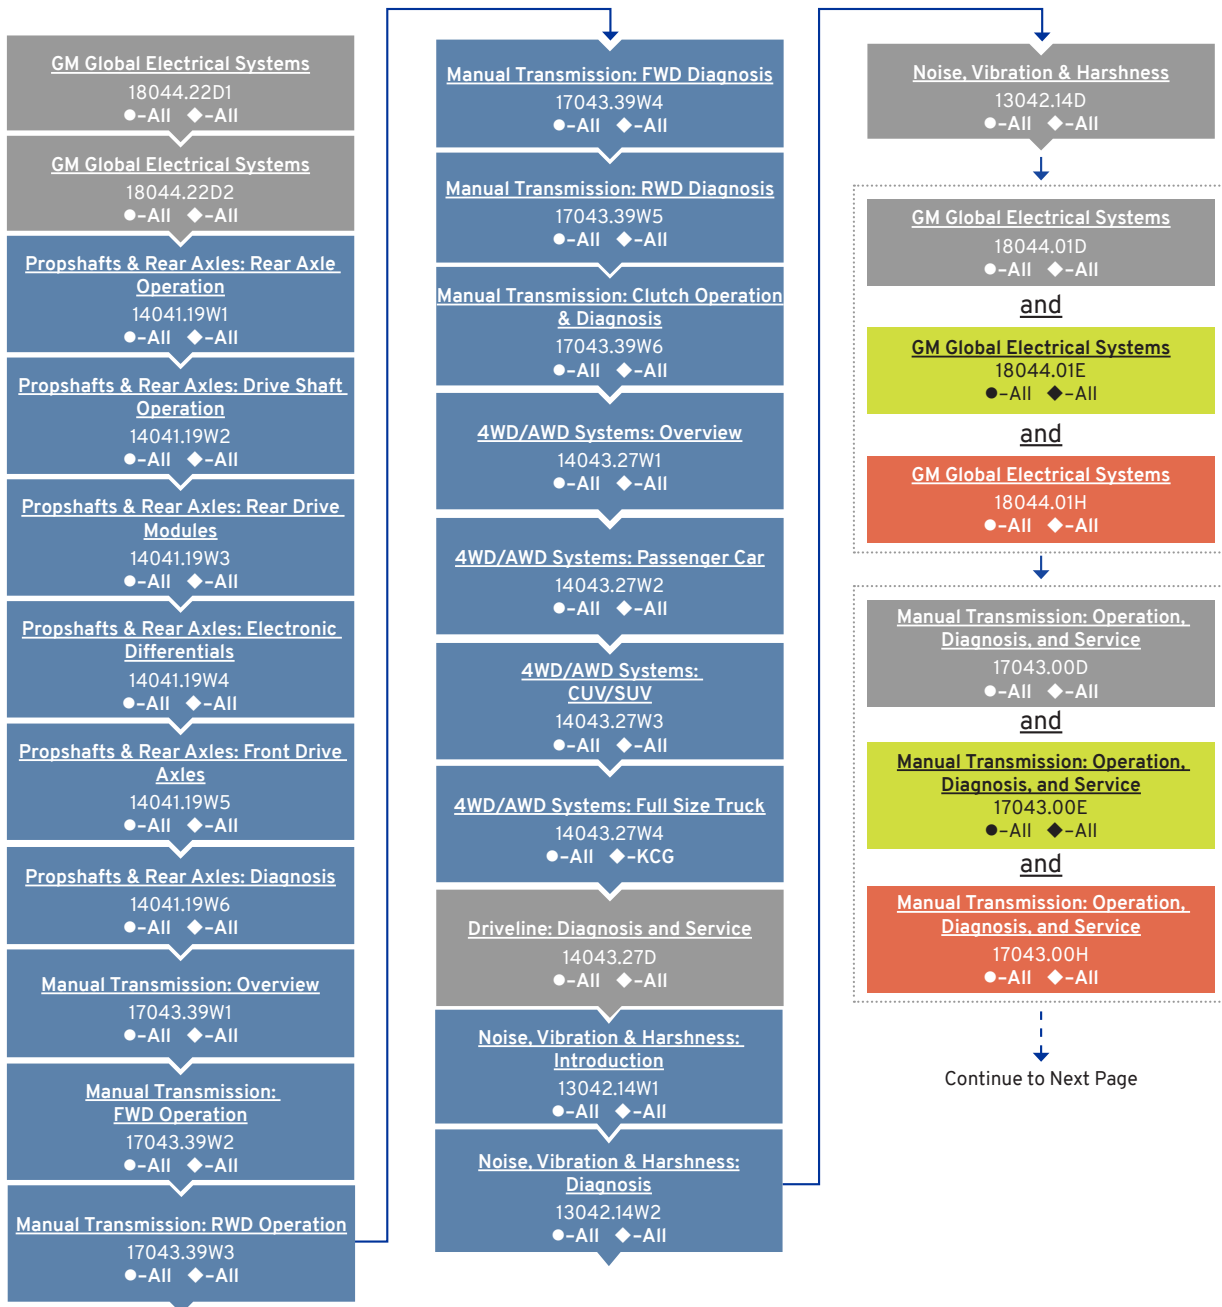 GM Global Electrical Systems
18044.22D1
●–All ◆–All
GM Global Electrical Systems
18044.22D2
●–All ◆–All
Propshafts & Rear Axles: Rear Axle
Operation
14041.19W1
●–All ◆–All
Propshafts & Rear Axles: Drive Shaft
Operation
14041.19W2
●–All ◆–All
Propshafts & Rear Axles: Rear Drive
Modules
14041.19W3
●–All ◆–All
Propshafts & Rear Axles: Electronic
Differentials
14041.19W4
●–All ◆–All
Propshafts & Rear Axles: Front Drive
Axles
14041.19W5
●–All ◆–All
Propshafts & Rear Axles: Diagnosis
14041.19W6
●–All ◆–All
Manual Transmission: Overview
17043.39W1
●–All ◆–All
Manual Transmission:
FWD Operation
17043.39W2
●–All ◆–All
Manual Transmission: RWD Operation
17043.39W3
●–All ◆–All
Manual Transmission: FWD Diagnosis
17043.39W4
●–All ◆–All
Manual Transmission: RWD Diagnosis
17043.39W5
●–All ◆–All
Manual Transmission: Clutch Operation
& Diagnosis
17043.39W6
●–All ◆–All
4WD/AWD Systems: Overview
14043.27W1
●–All ◆–All
4WD/AWD Systems: Passenger Car
14043.27W2
●–All ◆–All
4WD/AWD Systems:
CUV/SUV
14043.27W3
●–All ◆–All
4WD/AWD Systems: Full Size Truck
14043.27W4
●–All ◆–KCG
Driveline: Diagnosis and Service
14043.27D
●–All ◆–All
Noise, Vibration & Harshness:
Introduction
13042.14W1
●–All ◆–All
Noise, Vibration & Harshness:
Diagnosis
13042.14W2
●–All ◆–All
Noise, Vibration & Harshness
13042.14D
●–All ◆–All
GM Global Electrical Systems
18044.01D
●–All ◆–All
and
GM Global Electrical Systems
18044.01E
●–All ◆–All
and
GM Global Electrical Systems
18044.01H
●–All ◆–All
Manual Transmission: Operation,
Diagnosis, and Service
17043.00D
●–All ◆–All
and
Manual Transmission: Operation,
Diagnosis, and Service
17043.00E
●–All ◆–All
and
Manual Transmission: Operation,
Diagnosis, and Service
17043.00H
●–All ◆–All
Continue to Next Page